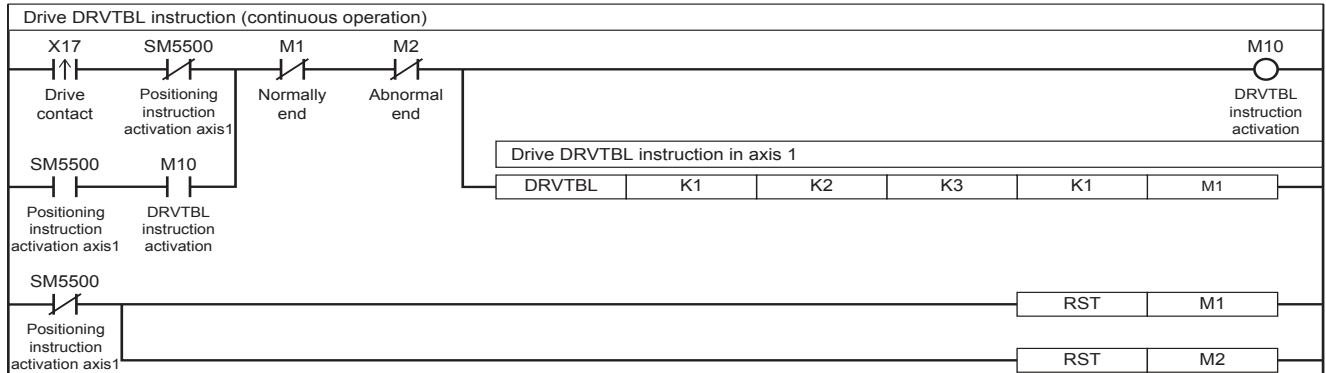 Drive DRVTBL instruction (continuous operation)
X17 SM5500 M1 M2 M10
Drive contact
Positioning instruction activation axis1
Normally end
Abnormal end
DRVTBL instruction activation
Drive DRVTBL instruction in axis 1
DRVTBL K1 K2 K3 K1 M1
SM5500 M10
Positioning instruction activation axis1
DRVTBL instruction activation
SM5500
Positioning instruction activation axis1
RST M1
RST M2